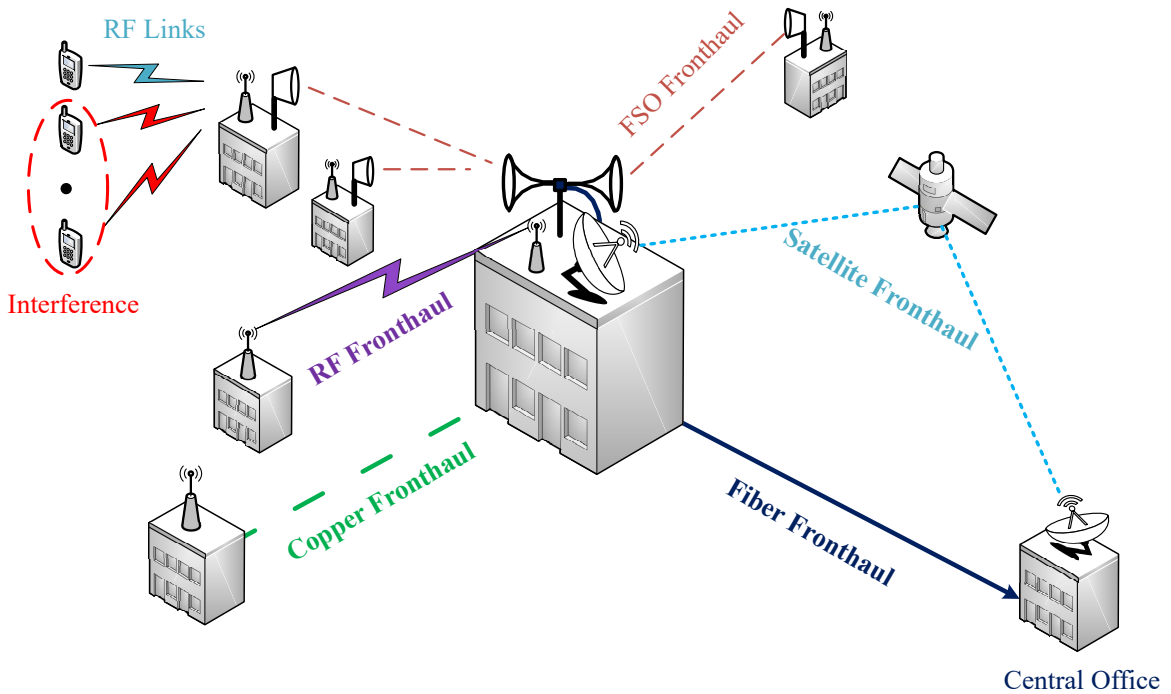 RF Links
FSO Fronthaul
Interference
Satellite Fronthaul
RF Fronthaul
Copper Fronthaul
Fiber Fronthaul
Central Office